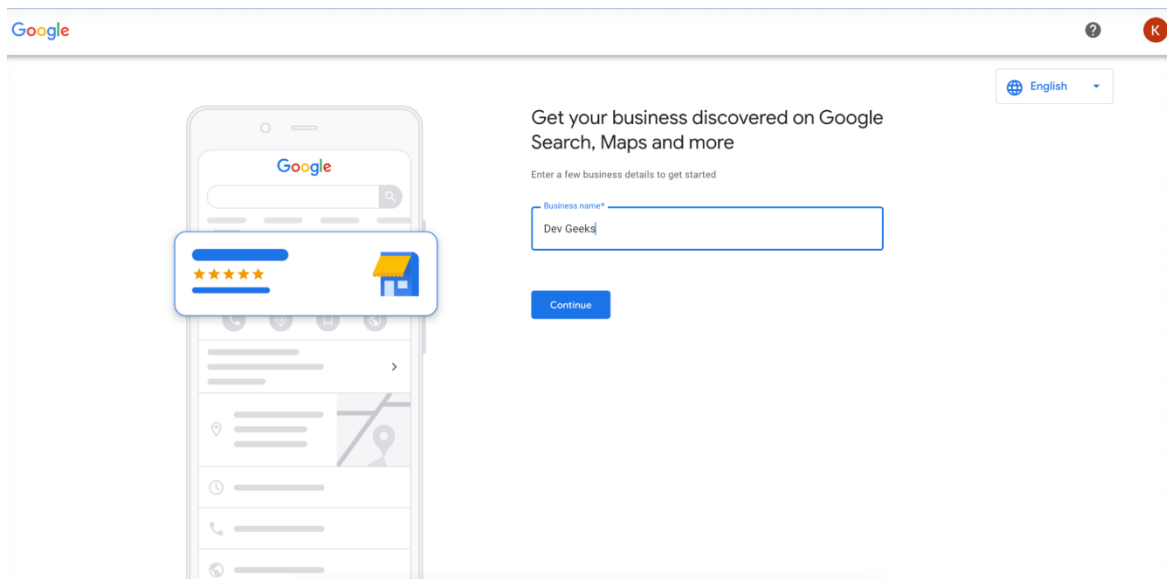 Google
K
English
Google
Get your business discovered on Google
Search, Maps and more
Enter a few business details to get started
Business name*
Dev Geeks
Continue